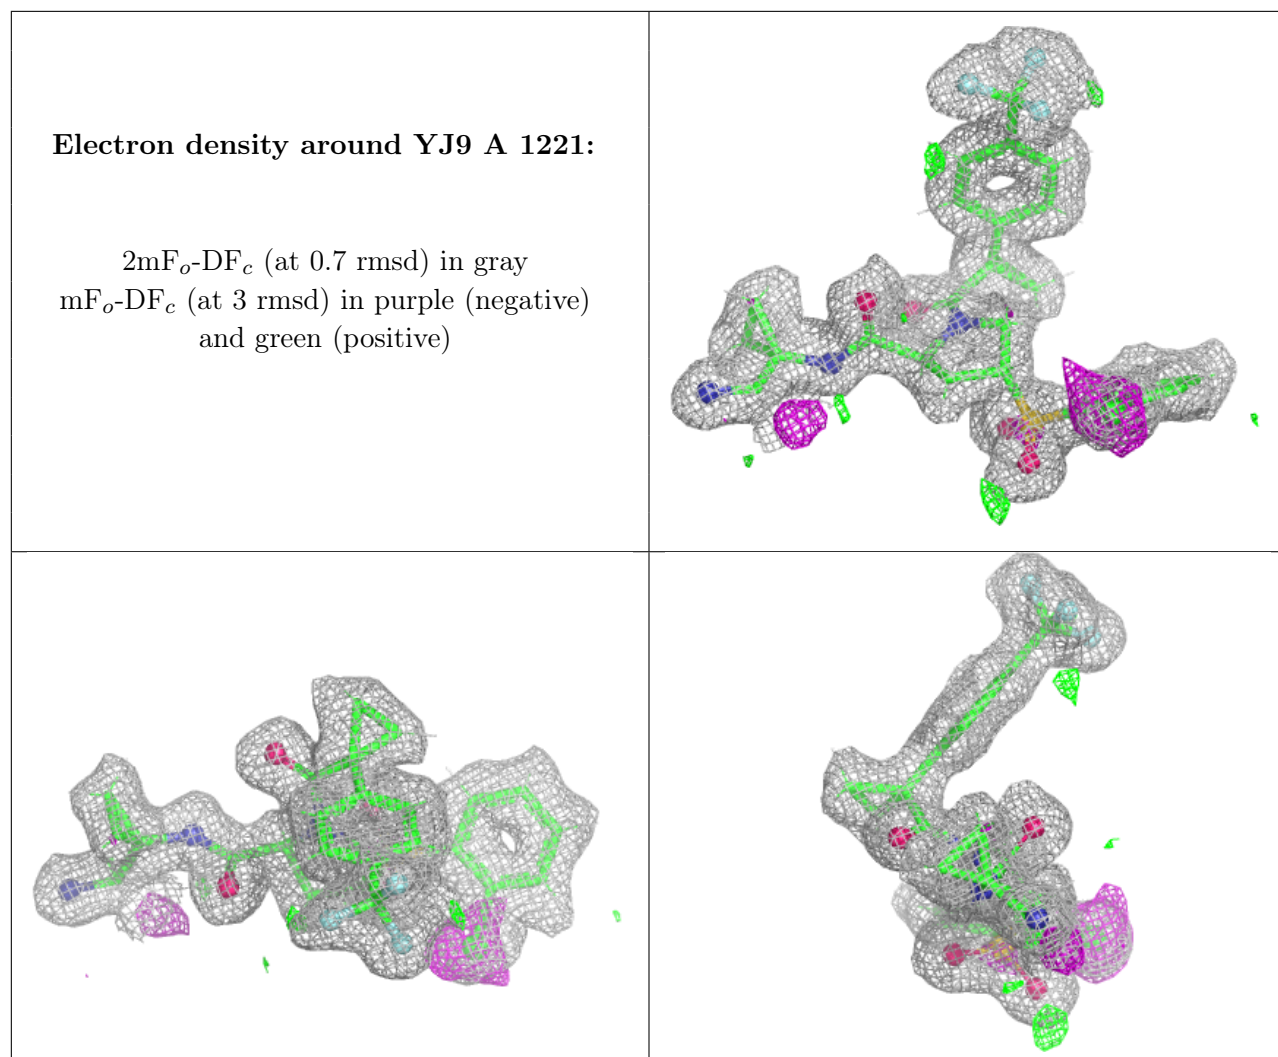 Electron density around YJ9 A 1221:
2mFo-DFc (at 0.7 rmsd) in gray
mFo-DFc (at 3 rmsd) in purple (negative)
and green (positive)